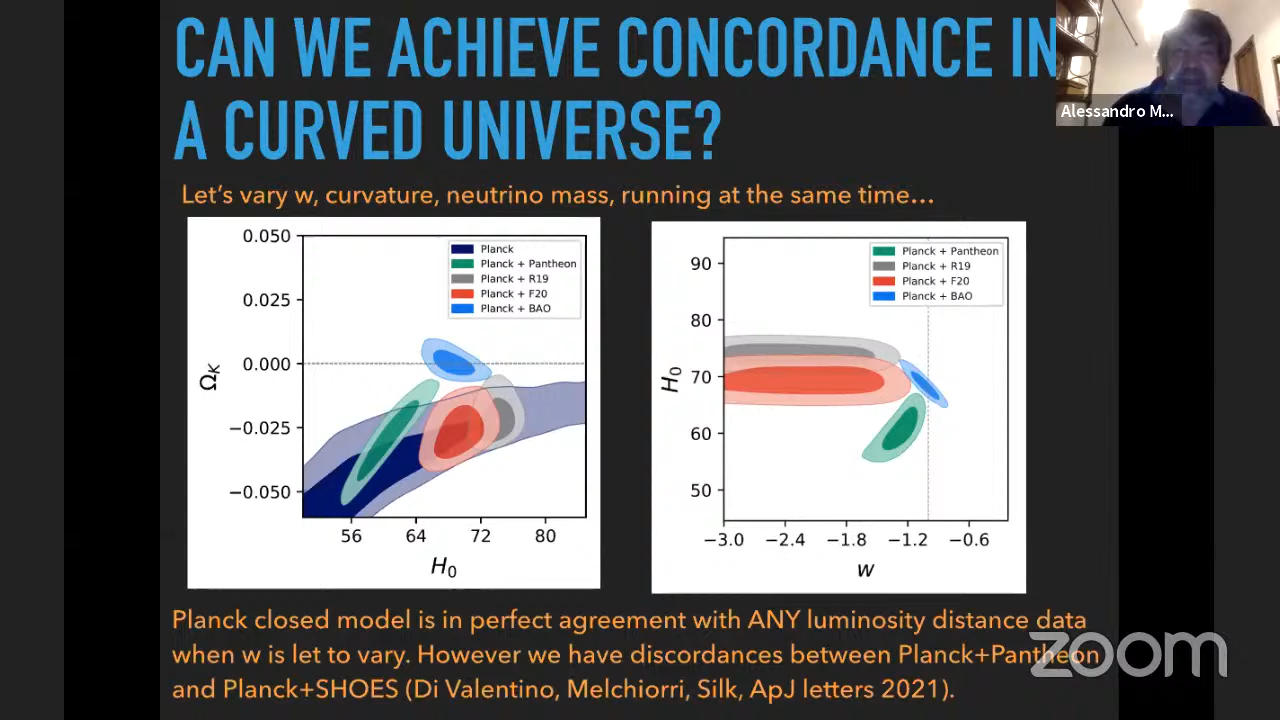 CAN WE ACHIEVE CONCORDANCE IN
A CURVED UNIVERSE?
Alessandro M...
Let's vary w, curvature, neutrino mass, running at the same time…
0.050
0.025
0.000
−0.025
−0.050
Ω_K
56 64 72 80
H₀
Planck
Planck + Pantheon
Planck + R19
Planck + F20
Planck + BAO
90
80
70
60
50
H₀
−3.0 −2.4 −1.8 −1.2 −0.6
w
Planck + Pantheon
Planck + R19
Planck + F20
Planck + BAO
Planck closed model is in perfect agreement with ANY luminosity distance data
when w is let to vary. However we have discordances between Planck+Pantheon
and Planck+SHOES (Di Valentino, Melchiorri, Silk, ApJ letters 2021).
zoom